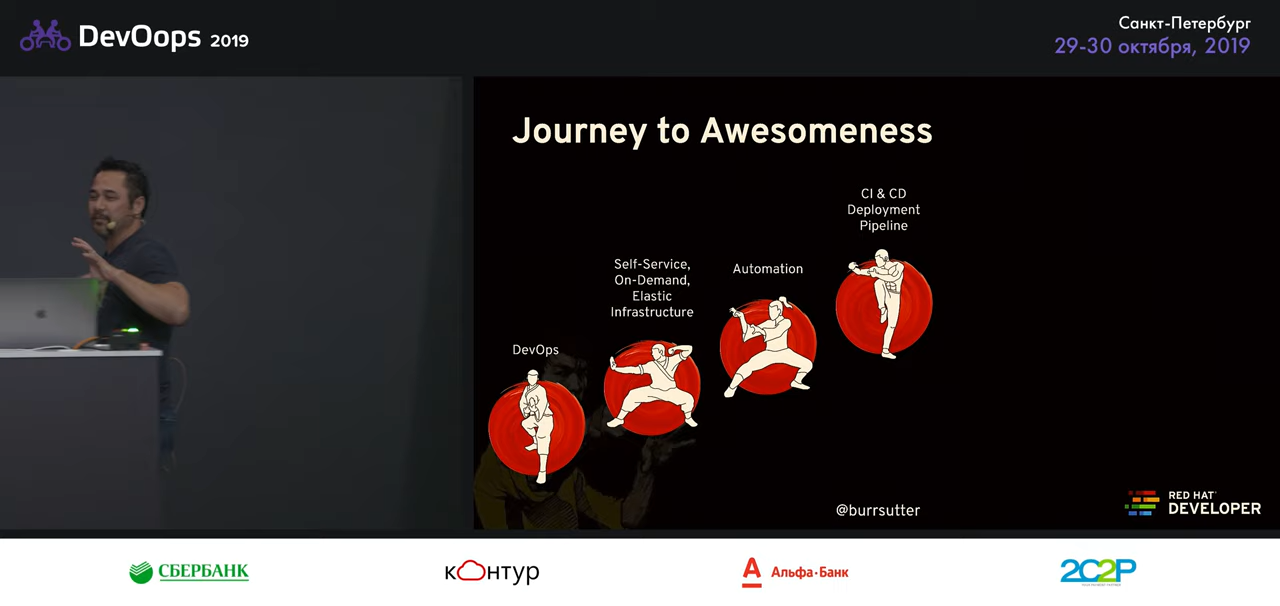 DevOops 2019
Санкт-Петербург
29-30 октября, 2019
Journey to Awesomeness
CI & CD
Deployment
Pipeline
Self-Service,
On-Demand,
Elastic
Infrastructure
Automation
DevOps
@burrsutter
RED HAT
DEVELOPER
СБЕРБАНК
контур
Альфа·Банк
2C2P